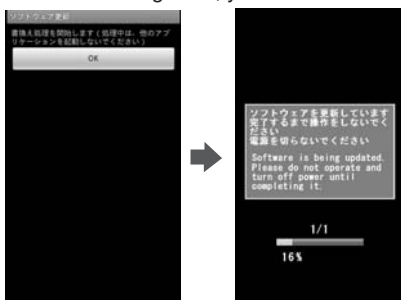 ソフトウェア更新
書換え処理を開始します(処理中は、他のアプ
リケーションを起動しないでください)
OK
ソフトウェアを更新しています
完了するまで操作をしないでく
ださい
電源を切らないでください
Software is being updated.
Please do not operate and
turn off power until
completing it.
1/1
16%